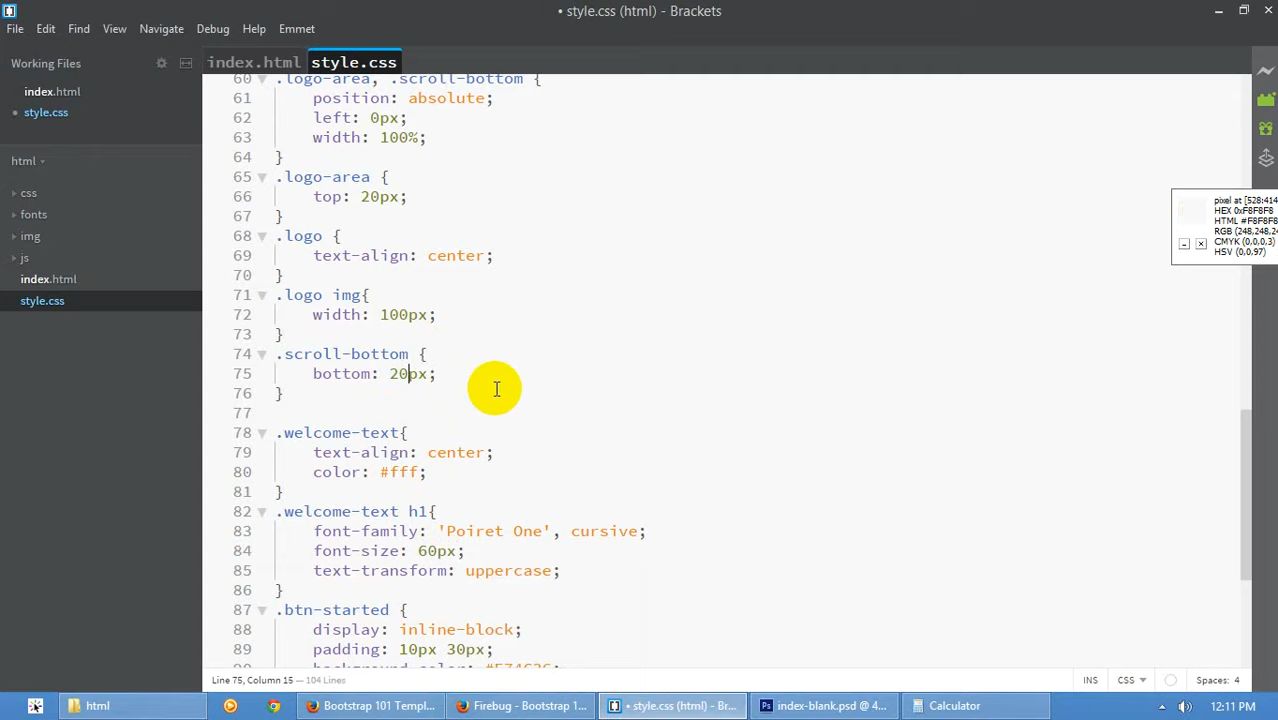 • style.css (html) - Brackets
File Edit Find View Navigate Debug Help Emmet
Working Files
index.html
• style.css
html
css
fonts
img
js
index.html
style.css
index.html style.css
60 .logo-area, .scroll-bottom {
61 position: absolute;
62 left: 0px;
63 width: 100%;
64 }
65 .logo-area {
66 top: 20px;
67 }
68 .logo {
69 text-align: center;
70 }
71 .logo img{
72 width: 100px;
73 }
74 .scroll-bottom {
75 bottom: 20px;
76 }
77
78 .welcome-text{
79 text-align: center;
80 color: #fff;
81 }
82 .welcome-text h1{
83 font-family: 'Poiret One', cursive;
84 font-size: 60px;
85 text-transform: uppercase;
86 }
87 .btn-started {
88 display: inline-block;
89 padding: 10px 30px;
pixel at [528:414
HEX 0xF8F8F8
HTML #F8F8F8
RGB (248,248,24
CMYK (0,0,0,3)
HSV (0,0.97)
Line 75, Column 15 — 104 Lines
INS CSS Spaces: 4
html
Bootstrap 101 Templ...
Firebug - Bootstrap 1...
• style.css (html) - Br...
index-blank.psd @ 4...
Calculator
12:11 PM